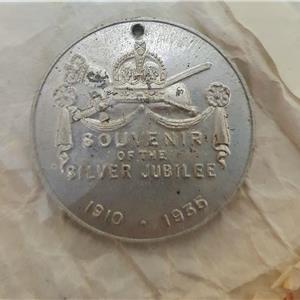 SOUVENIR
OF THE
SILVER JUBILEE
1910 • 1935